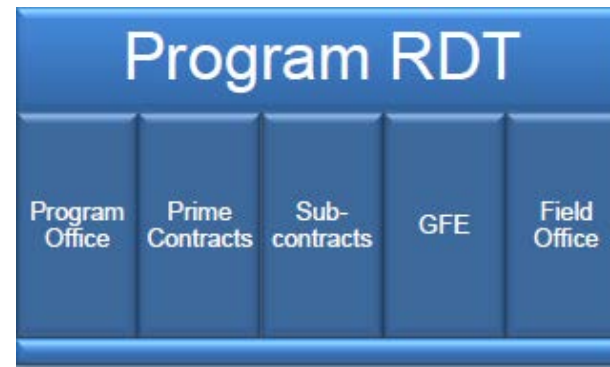 Program RDT
Program
Office
Prime
Contracts
Sub-
contracts
GFE
Field
Office